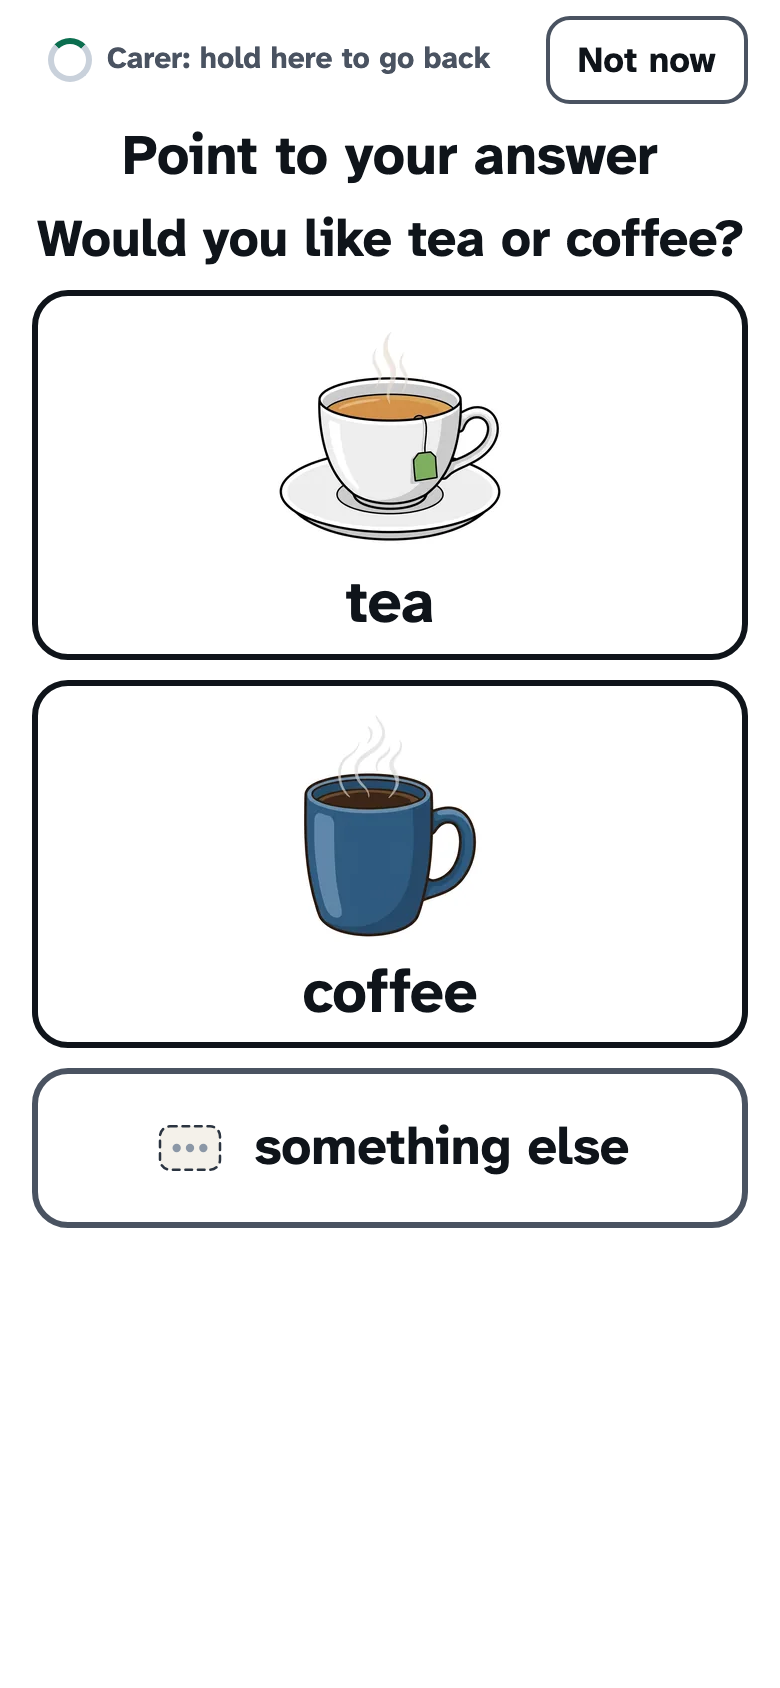 Carer: hold here to go back
Not now
Point to your answer
Would you like tea or coffee?
tea
coffee
something else